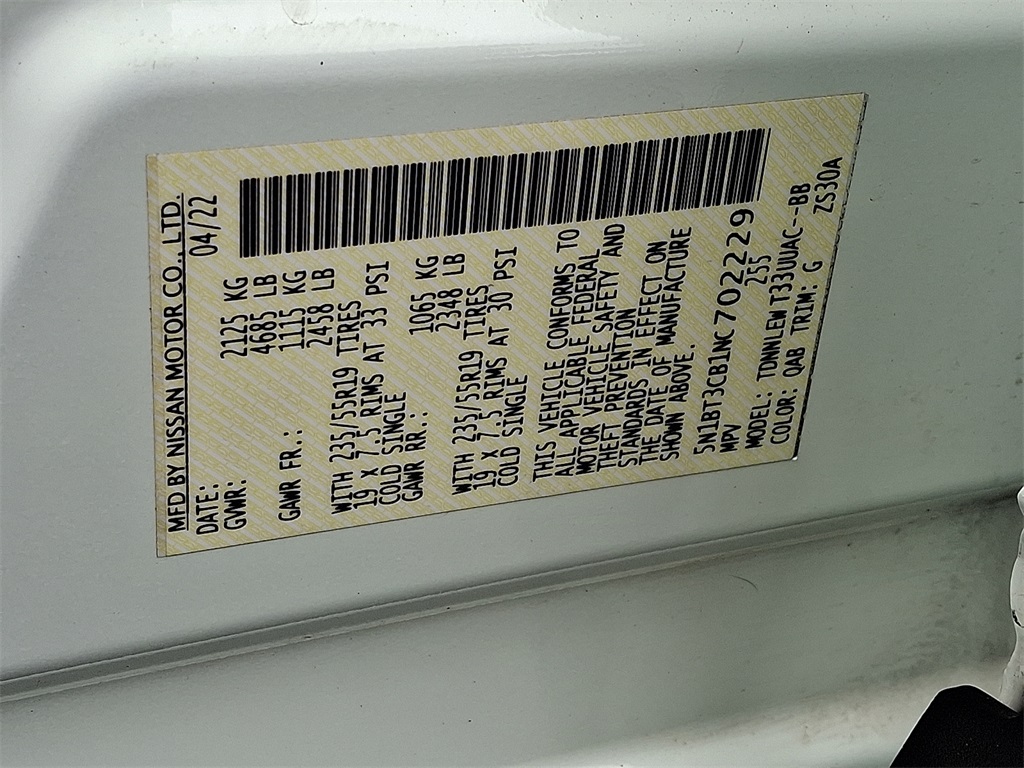 MFD BY NISSAN MOTOR CO., LTD.
DATE: 04/22
GVWR: 2125 KG
4685 LB
GAWR FR.: 1115 KG
2458 LB
WITH 235/55R19 TIRES
19 X 7.5 RIMS AT 33 PSI
COLD SINGLE
GAWR RR.: 1065 KG
2348 LB
WITH 235/55R19 TIRES
19 X 7.5 RIMS AT 30 PSI
COLD SINGLE
THIS VEHICLE CONFORMS TO
ALL APPLICABLE FEDERAL
MOTOR VEHICLE SAFETY AND
THEFT PREVENTION
STANDARDS IN EFFECT ON
THE DATE OF MANUFACTURE
SHOWN ABOVE.
5N1BT3CB1NC702229
MPV 255
MODEL: TDNNLEWT33UUAC--BB
COLOR: QAB TRIM: G ZS30A